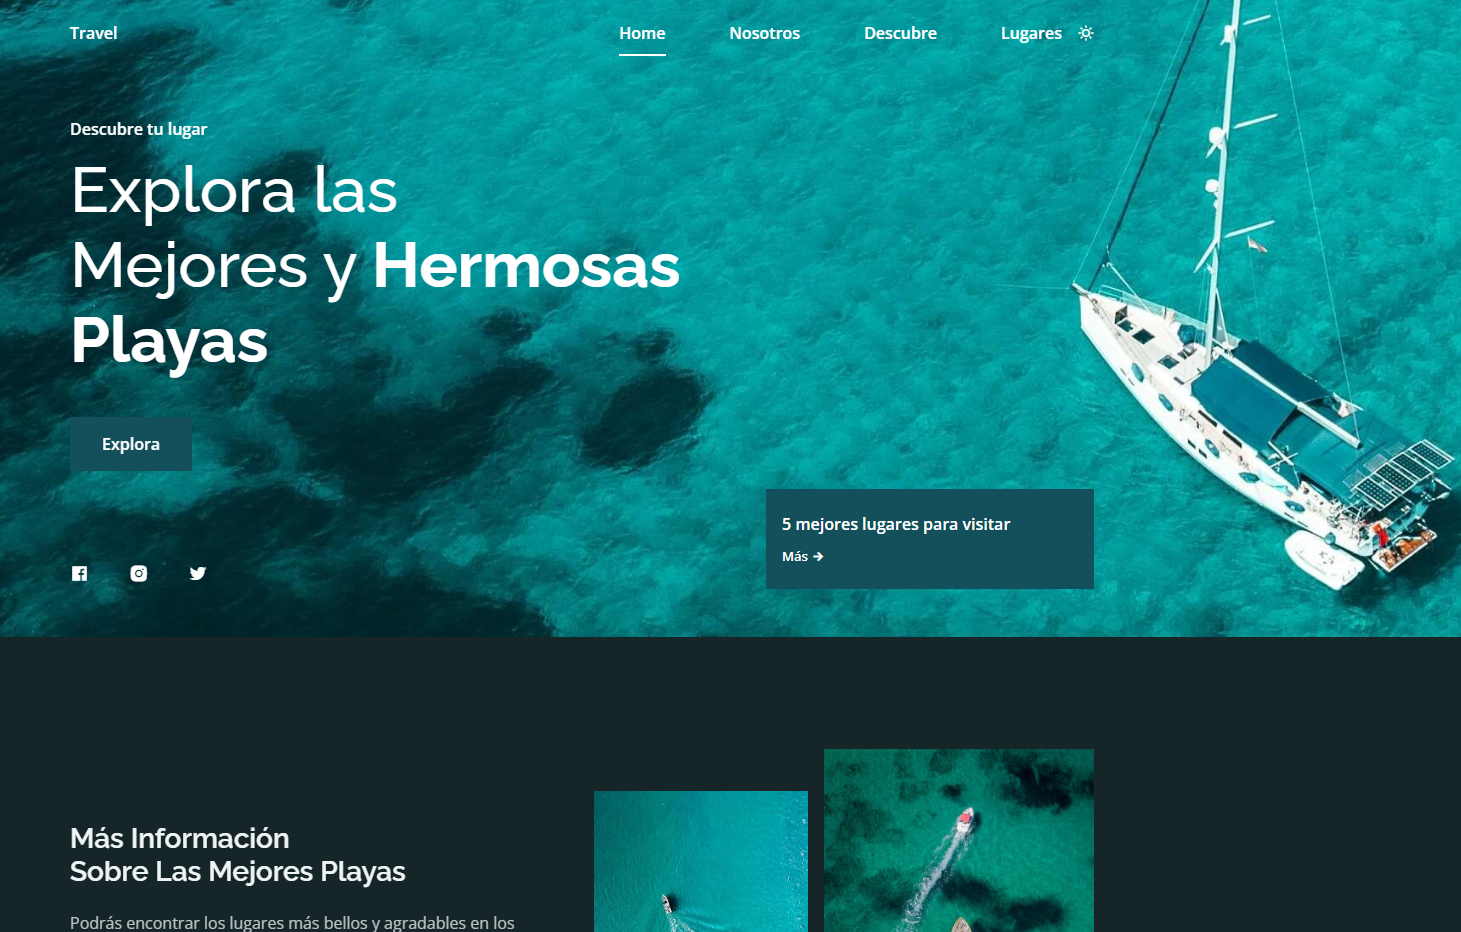 Travel
Home
Nosotros
Descubre
Lugares
Descubre tu lugar
Explora las
Mejores y Hermosas
Playas
Explora
5 mejores lugares para visitar
Más
Más Información
Sobre Las Mejores Playas
Podrás encontrar los lugares más bellos y agradables en los